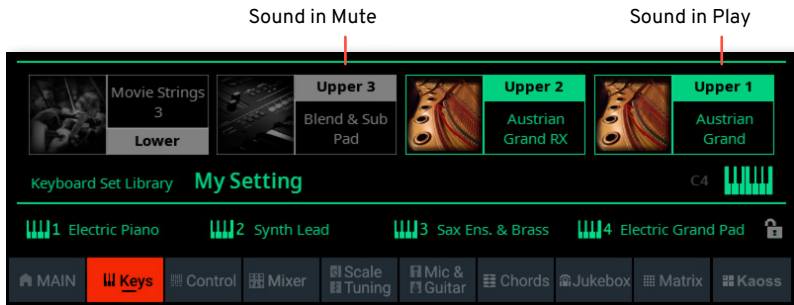 Sound in Mute
Sound in Play
Movie Strings
3
Lower
Upper 3
Blend & Sub
Pad
Upper 2
Austrian
Grand RX
Upper 1
Austrian
Grand
Keyboard Set Library My Setting C4
1 Electric Piano 2 Synth Lead 3 Sax Ens. & Brass 4 Electric Grand Pad
MAIN Keys Control Mixer Scale Tuning Mic & Guitar Chords Jukebox Matrix Kaoss